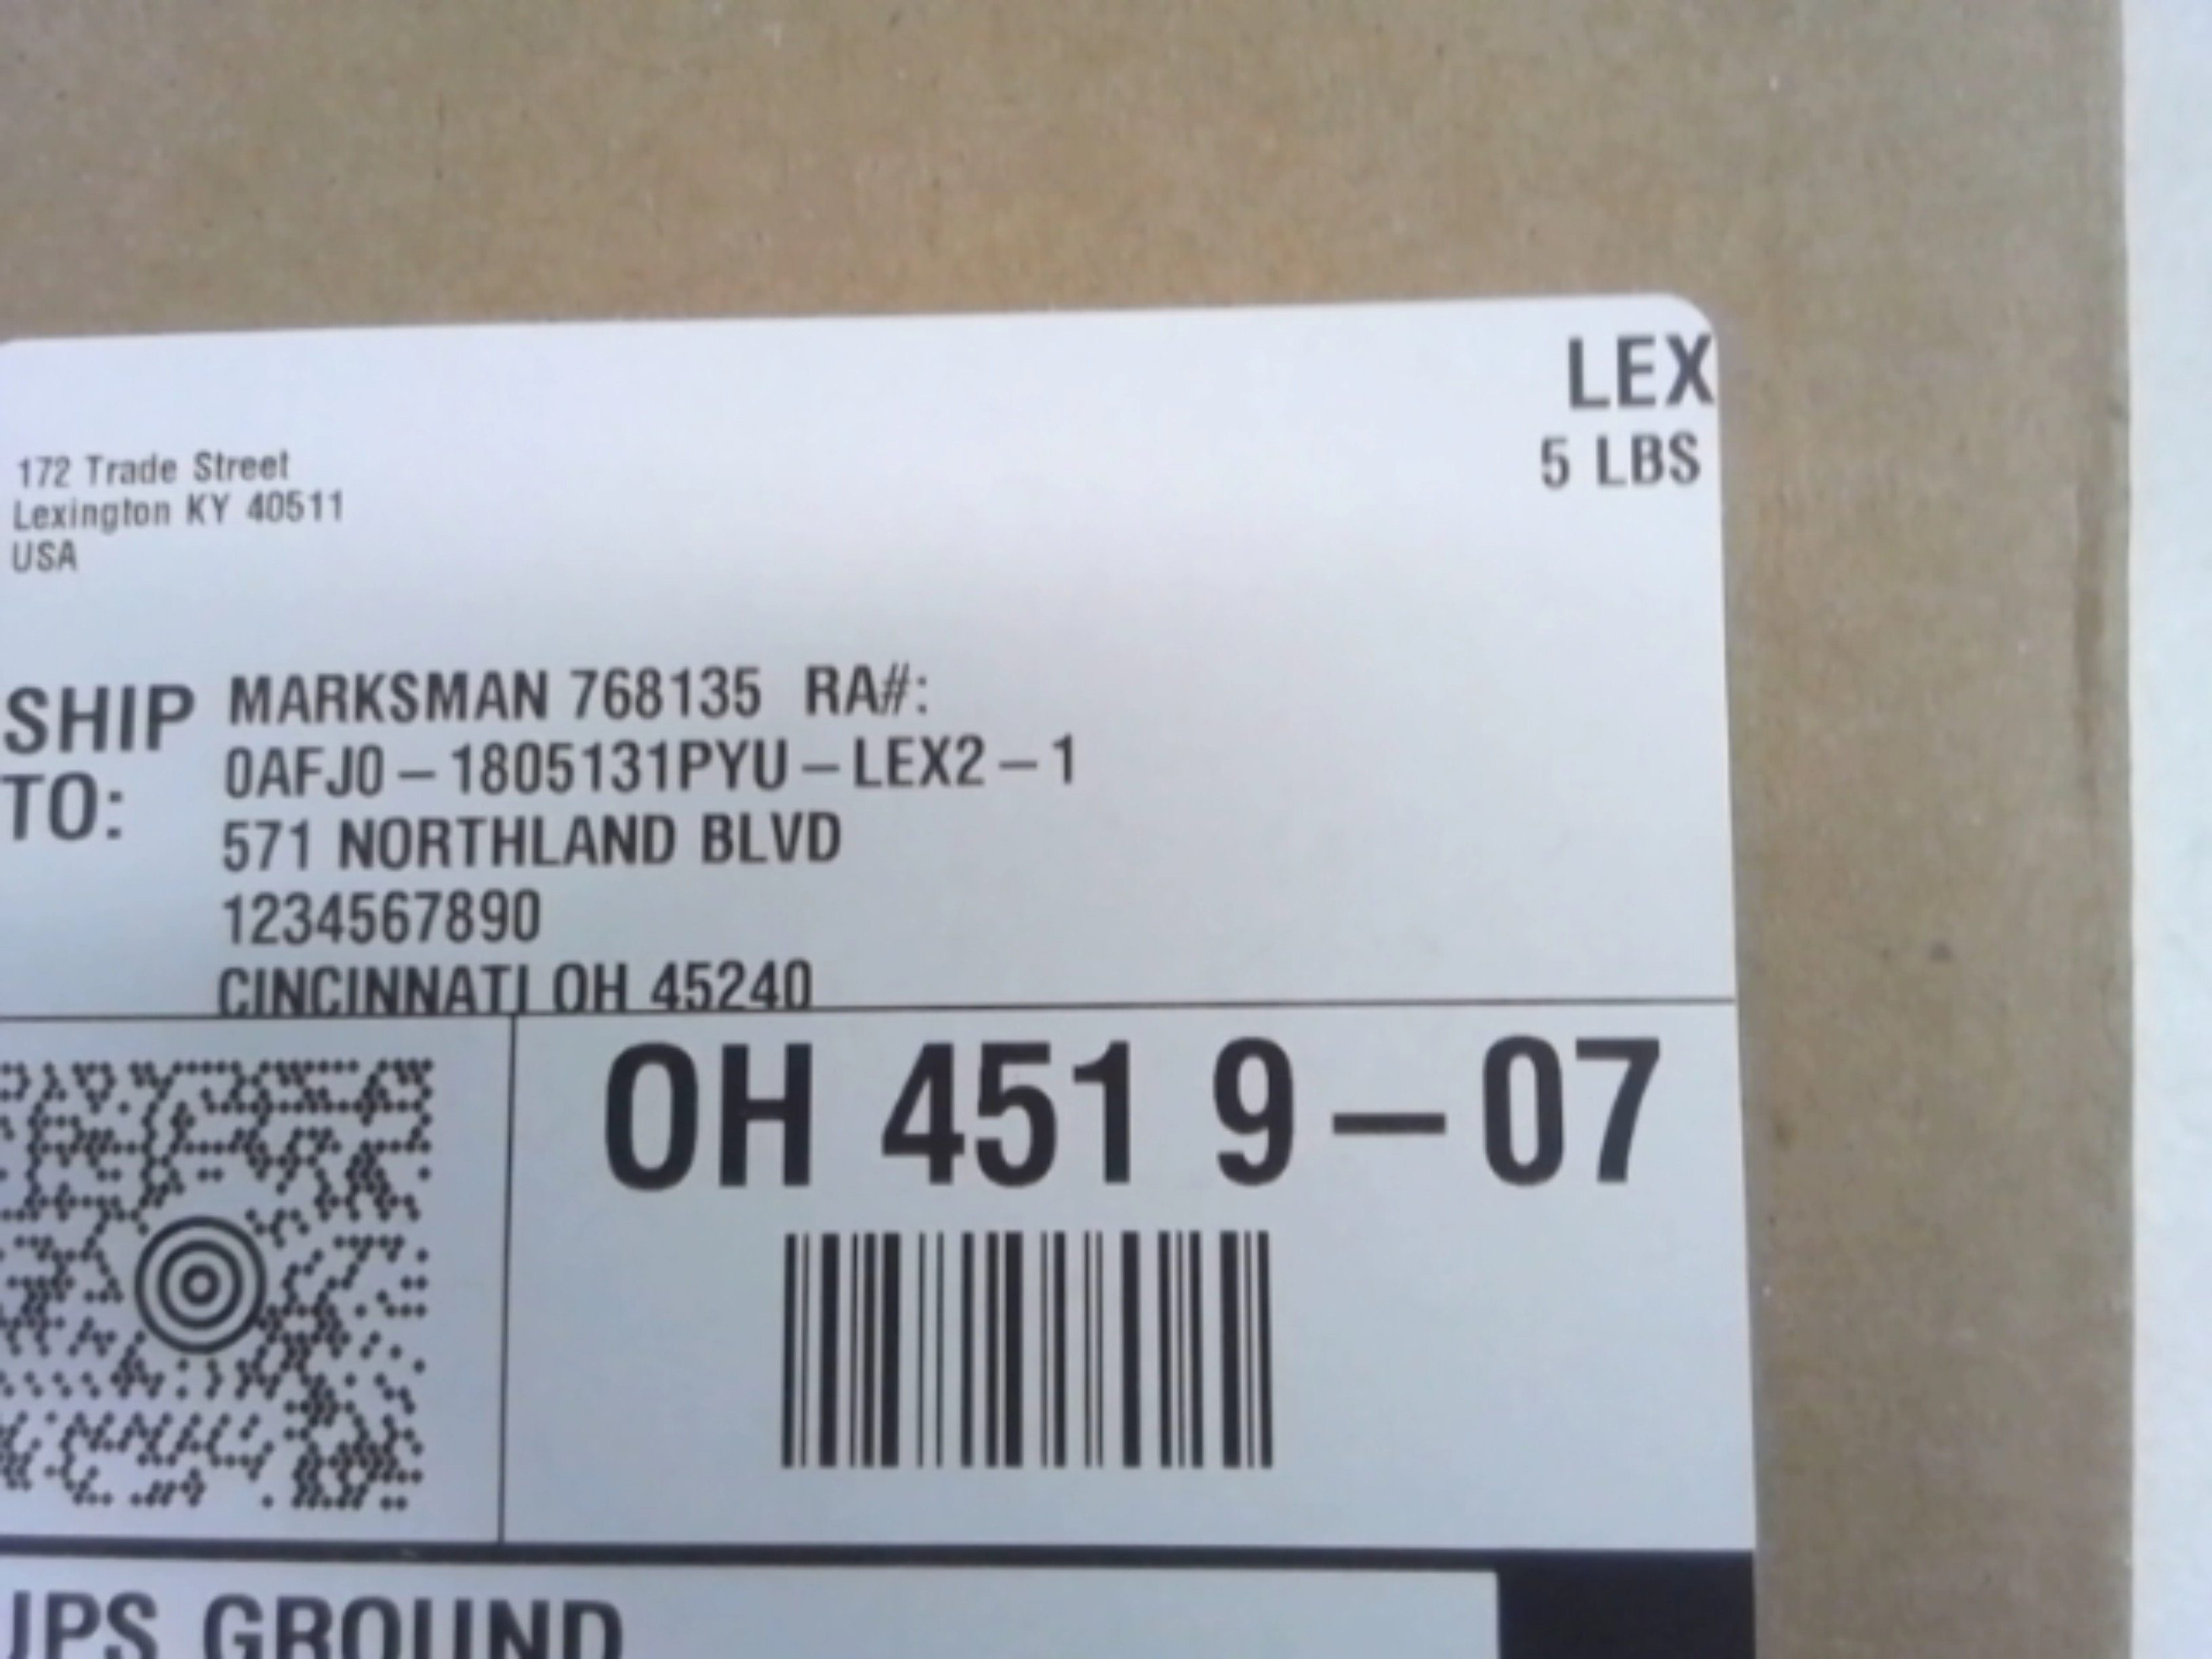 LEX
5 LBS
172 Trade Street
Lexington KY 40511
USA
SHIP TO:
MARKSMAN 768135 RA#:
0AFJ0-1805131PYU-LEX2-1
571 NORTHLAND BLVD
1234567890
CINCINNATI OH 45240
OH 451 9-07
UPS GROUND